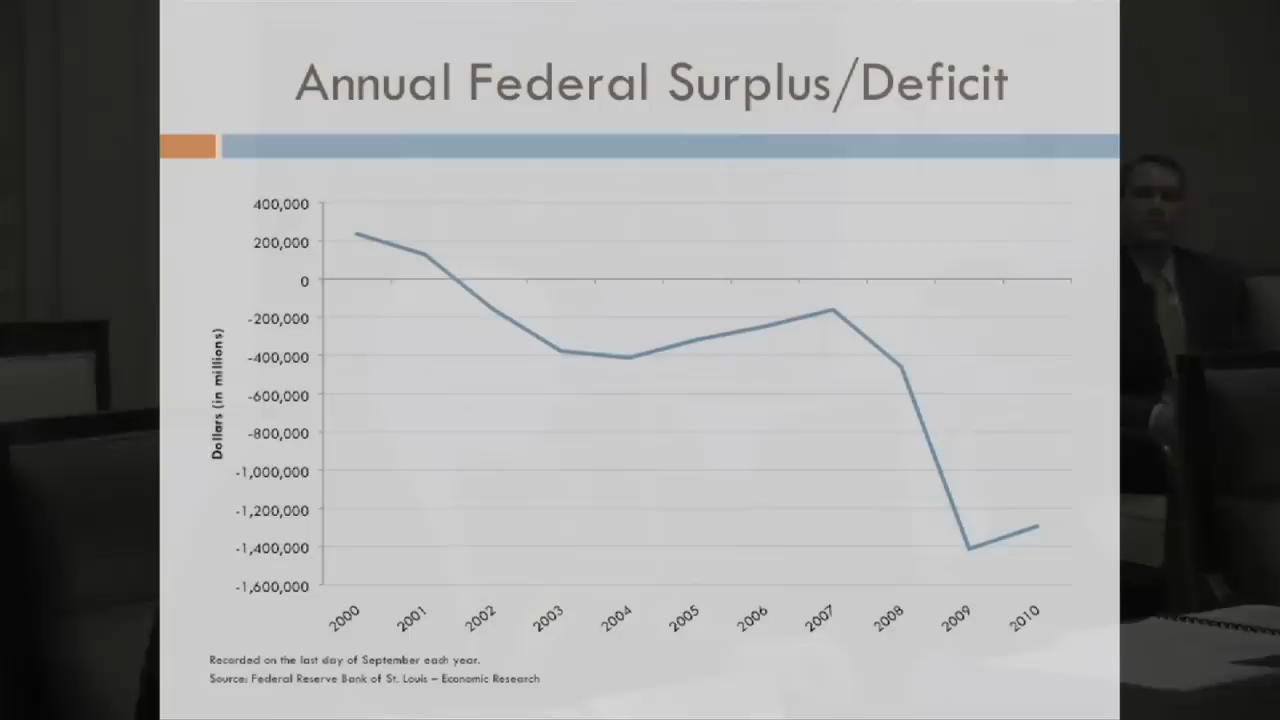 Annual Federal Surplus/Deficit
400,000
200,000
0
-200,000
-400,000
-600,000
-800,000
-1,000,000
-1,200,000
-1,400,000
-1,600,000
Dollars (in millions)
2000 2001 2002 2003 2004 2005 2006 2007 2008 2009 2010
Recorded on the last day of September each year.
Source: Federal Reserve Bank of St. Louis – Economic Research